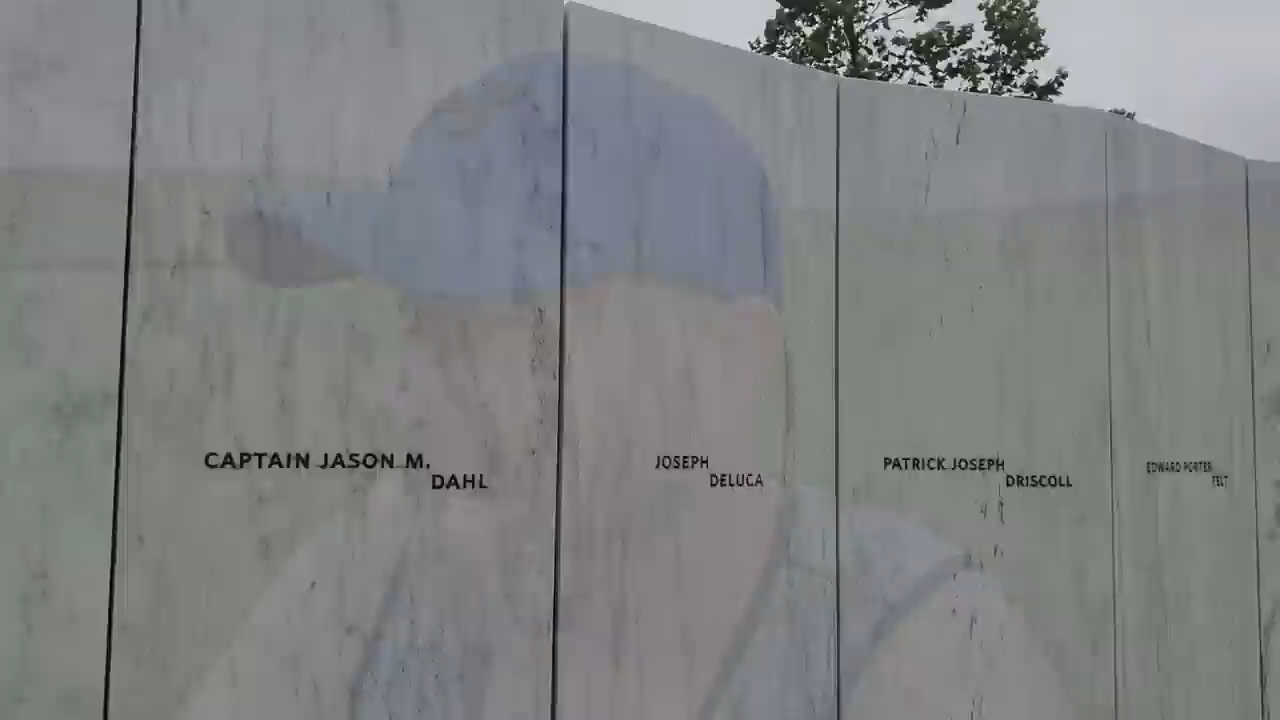 CAPTAIN JASON M.
DAHL
JOSEPH
DELUCA
PATRICK JOSEPH
DRISCOLL
EDWARD PORTER
FELT